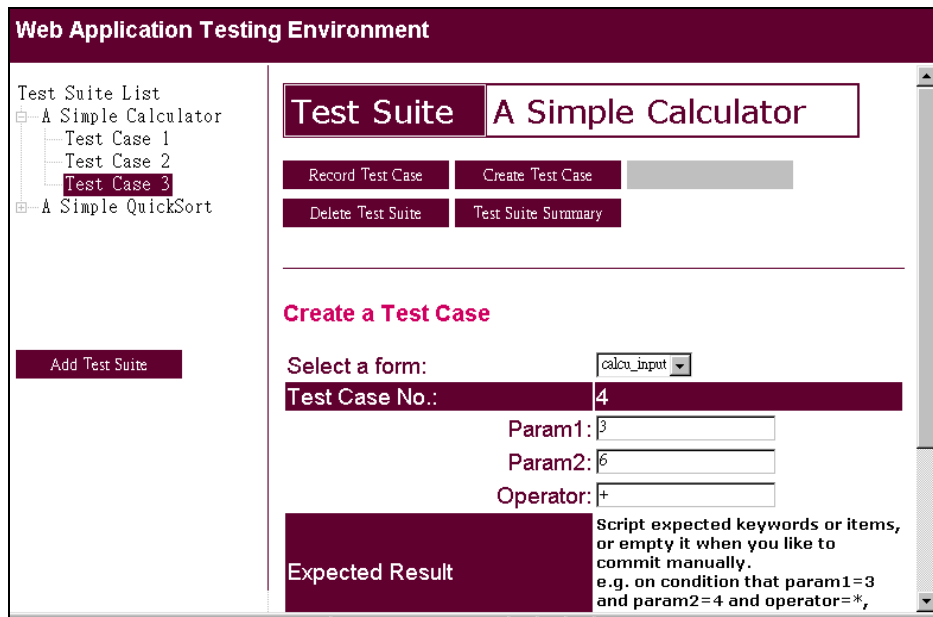 Web Application Testing Environment
Test Suite List
A Simple Calculator
Test Case 1
Test Case 2
Test Case 3
A Simple QuickSort
Add Test Suite
Test Suite A Simple Calculator
Record Test Case Create Test Case
Delete Test Suite Test Suite Summary
Create a Test Case
Select a form: calcu_input
Test Case No.: 4
Param1: 3
Param2: 6
Operator: +
Expected Result
Script expected keywords or items,
or empty it when you like to
commit manually.
e.g. on condition that param1=3
and param2=4 and operator=*,